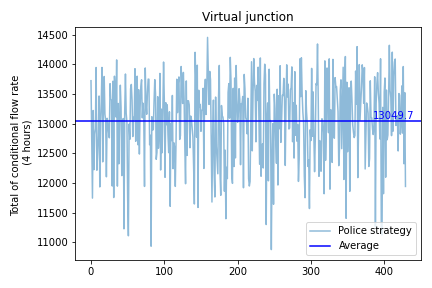 Virtual junction
Total of conditional flow rate
(4 hours)
14500
14000
13500
13000
12500
12000
11500
11000
13049.7
Police strategy
Average
0
100
200
300
400